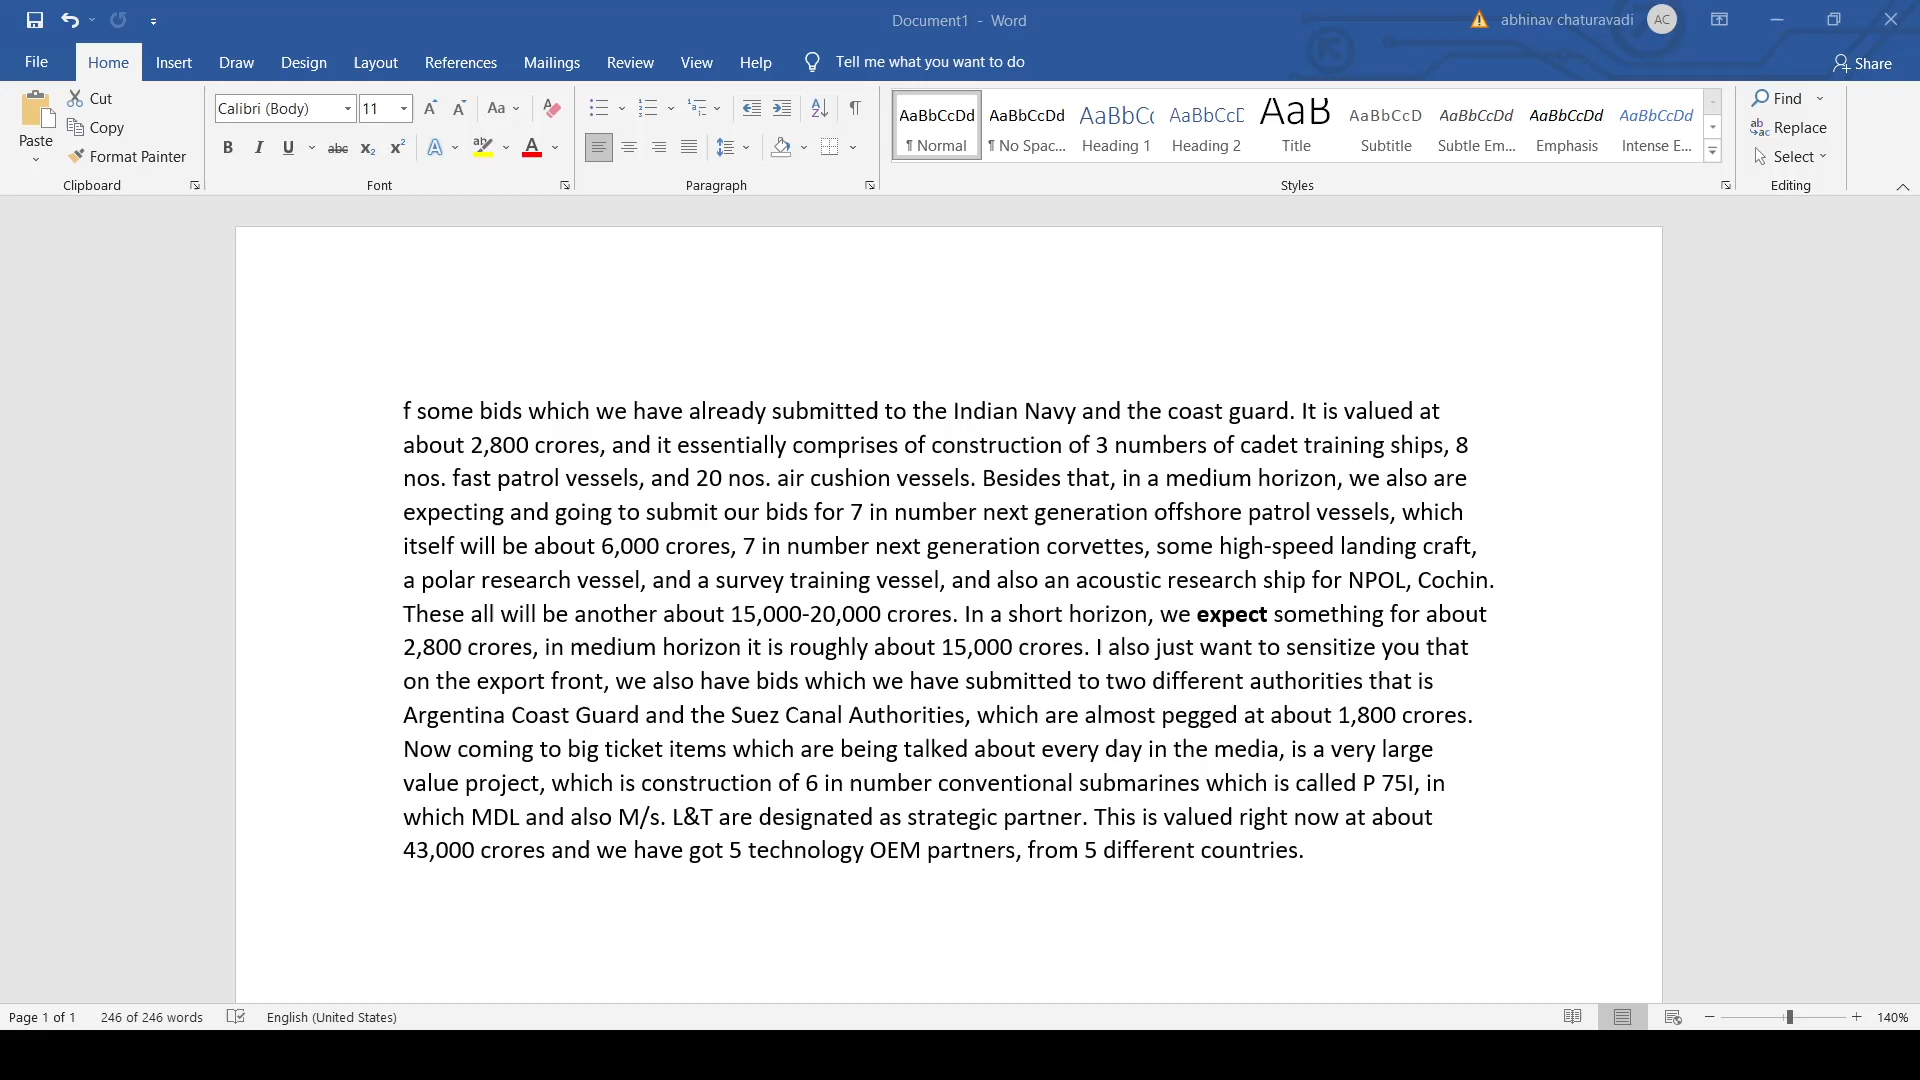 Document1 - Word
abhinav chaturavadi AC
File Home Insert Draw Design Layout References Mailings Review View Help Tell me what you want to do Share
Paste
Cut
Copy
Format Painter
Clipboard
Calibri (Body) 11 Aa
B I U abc x₂ x² A ab A
Font
Paragraph
AaBbCcDd AaBbCcDd AaBbC AaBbCcE AaB AaBbCcD AaBbCcDd AaBbCcDd AaBbCcDd
¶ Normal ¶ No Spac... Heading 1 Heading 2 Title Subtitle Subtle Em... Emphasis Intense E...
Styles
Find
Replace
Select
Editing
f some bids which we have already submitted to the Indian Navy and the coast guard. It is valued at
about 2,800 crores, and it essentially comprises of construction of 3 numbers of cadet training ships, 8
nos. fast patrol vessels, and 20 nos. air cushion vessels. Besides that, in a medium horizon, we also are
expecting and going to submit our bids for 7 in number next generation offshore patrol vessels, which
itself will be about 6,000 crores, 7 in number next generation corvettes, some high-speed landing craft,
a polar research vessel, and a survey training vessel, and also an acoustic research ship for NPOL, Cochin.
These all will be another about 15,000-20,000 crores. In a short horizon, we expect something for about
2,800 crores, in medium horizon it is roughly about 15,000 crores. I also just want to sensitize you that
on the export front, we also have bids which we have submitted to two different authorities that is
Argentina Coast Guard and the Suez Canal Authorities, which are almost pegged at about 1,800 crores.
Now coming to big ticket items which are being talked about every day in the media, is a very large
value project, which is construction of 6 in number conventional submarines which is called P 75I, in
which MDL and also M/s. L&T are designated as strategic partner. This is valued right now at about
43,000 crores and we have got 5 technology OEM partners, from 5 different countries.
Page 1 of 1 246 of 246 words English (United States) 140%